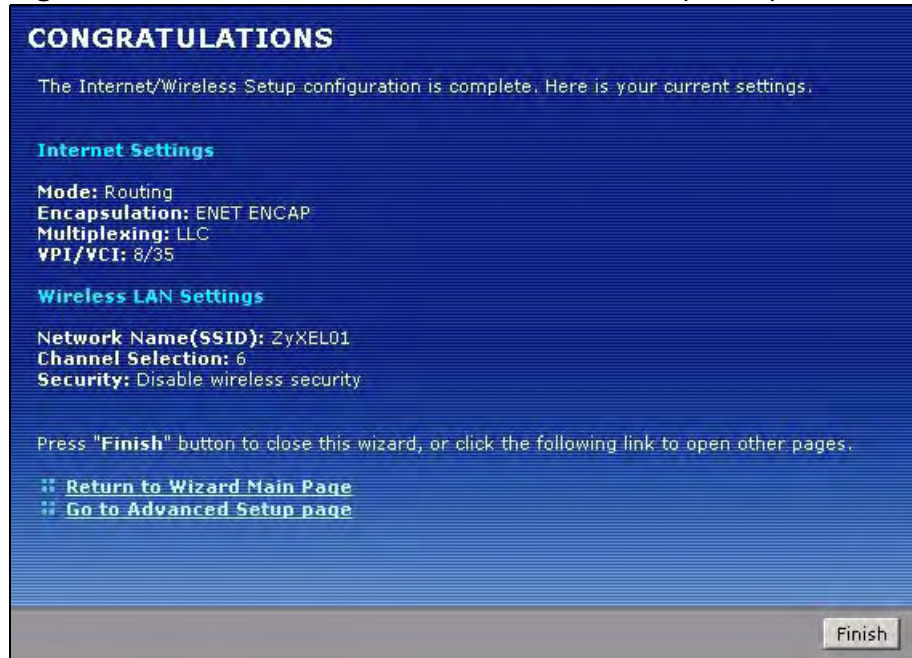 CONGRATULATIONS
The Internet/Wireless Setup configuration is complete. Here is your current settings.
Internet Settings
Mode: Routing
Encapsulation: ENET ENCAP
Multiplexing: LLC
VPI/VCI: 8/35
Wireless LAN Settings
Network Name(SSID): ZyXEL01
Channel Selection: 6
Security: Disable wireless security
Press "Finish" button to close this wizard, or click the following link to open other pages.
Return to Wizard Main Page
Go to Advanced Setup page
Finish